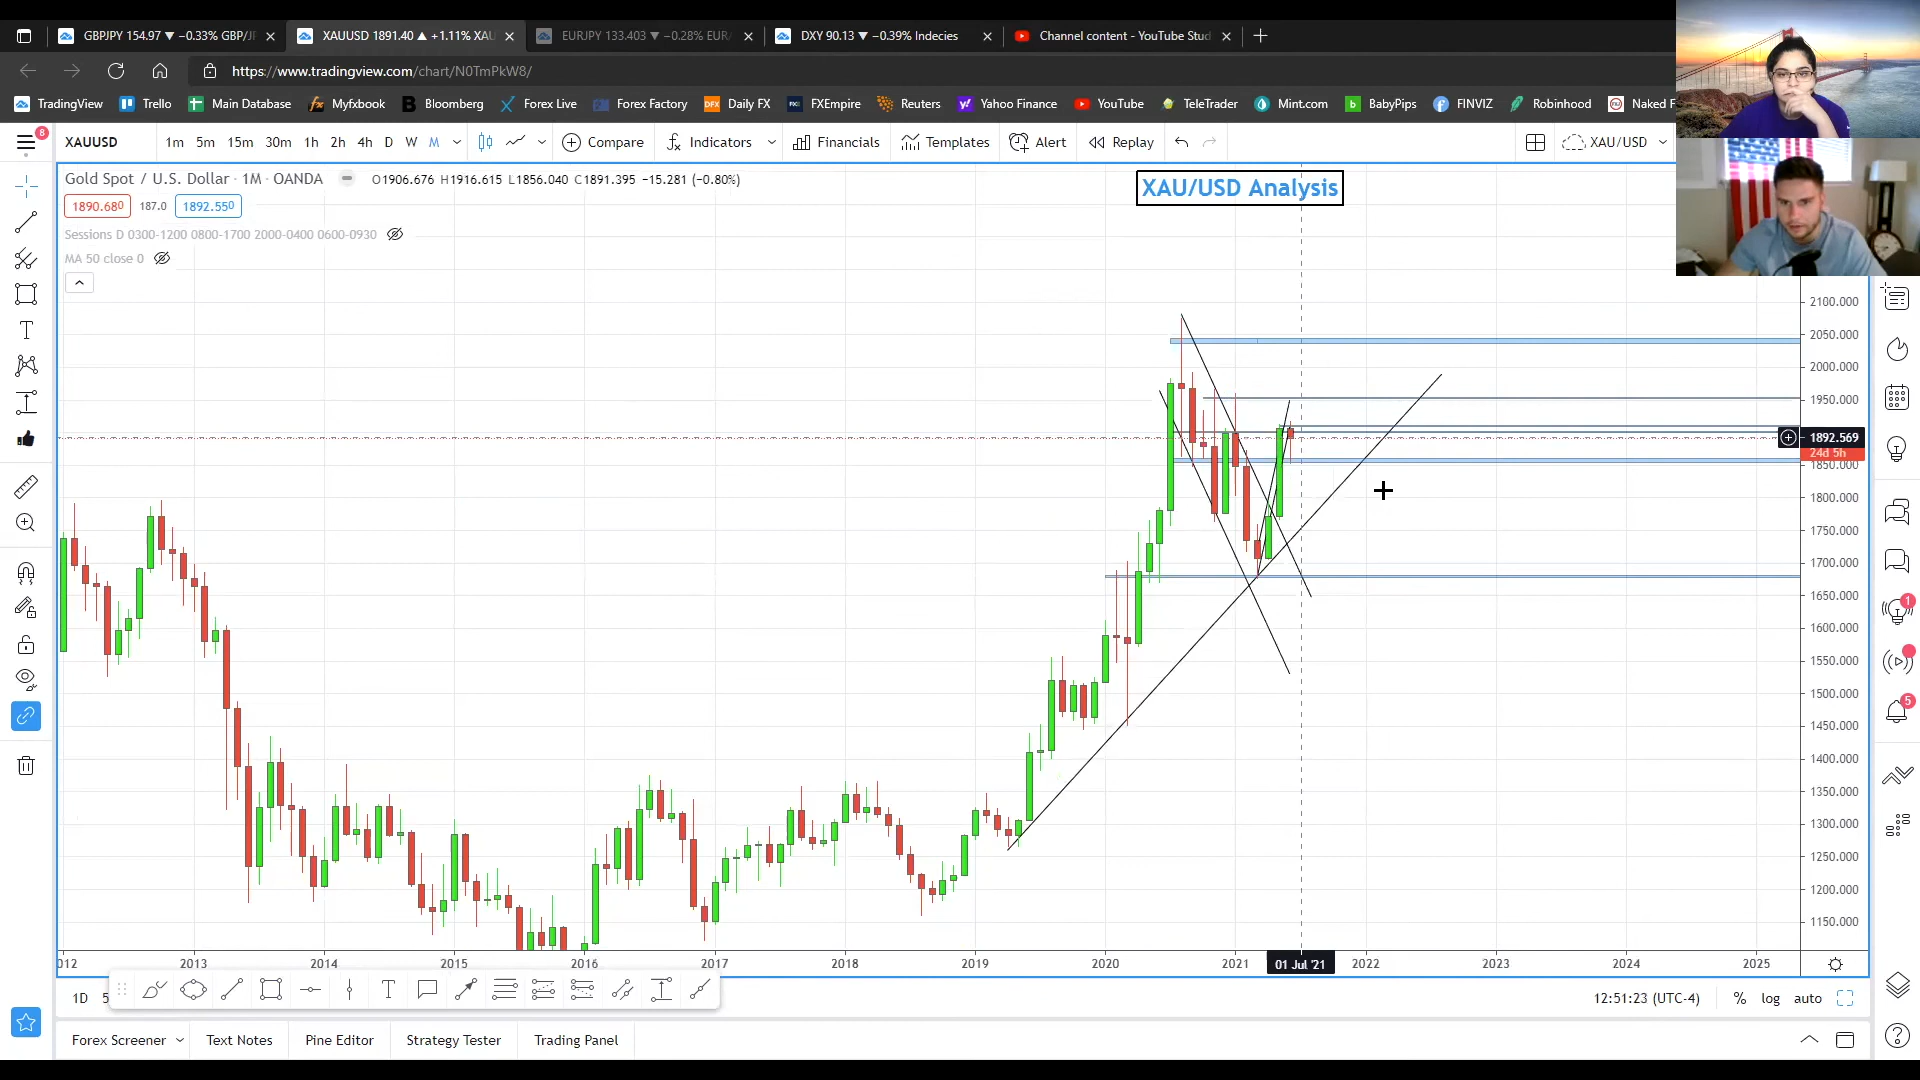 GBPJPY 154.97 ▼ −0.33% GBP/JP
XAUUSD 1891.40 ▲ +1.11% XAU
EURJPY 133.403 ▼ −0.28% EUR/
DXY 90.13 ▼ −0.39% Indecies
Channel content - YouTube Stud
https://www.tradingview.com/chart/N0TmPkW8/
TradingView Trello Main Database Myfxbook Bloomberg Forex Live Forex Factory Daily FX FXEmpire Reuters Yahoo Finance YouTube TeleTrader Mint.com BabyPips FINVIZ Robinhood Naked F
8
XAUUSD 1m 5m 15m 30m 1h 2h 4h D W M Compare Indicators Financials Templates Alert Replay XAU/USD
Gold Spot / U.S. Dollar · 1M · OANDA O1906.676 H1916.615 L1856.040 C1891.395 −15.281 (−0.80%)
XAU/USD Analysis
1890.680 187.0 1892.550
Sessions D 0300-1200 0800-1700 2000-0400 0600-0930
MA 50 close 0
2100.000
2050.000
2000.000
1950.000
1892.569
24d 5h
1850.000
1800.000
1750.000
1700.000
1650.000
1600.000
1550.000
1500.000
1450.000
1400.000
1350.000
1300.000
1250.000
1200.000
1150.000
1
5
012 2013 2014 2015 2016 2017 2018 2019 2020 2021 01 Jul '21 2022 2023 2024 2025
1D 5
12:51:23 (UTC-4) % log auto
Forex Screener Text Notes Pine Editor Strategy Tester Trading Panel